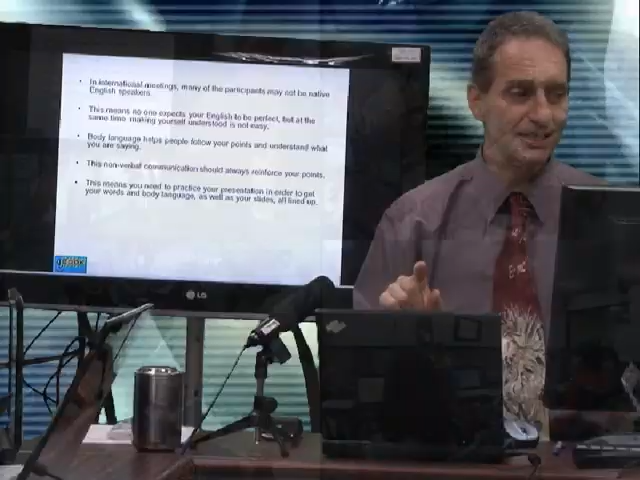 In international meetings, many of the participants may not be native
English speakers.
This means no one expects your English to be perfect, but at the
same time making yourself understood is not easy.
Body language helps people follow your points and understand what
you are saying.
This non-verbal communication should always reinforce your points.
This means you need to practice your presentation in order to get
your words and body language, as well as your slides, all lined up.
LG